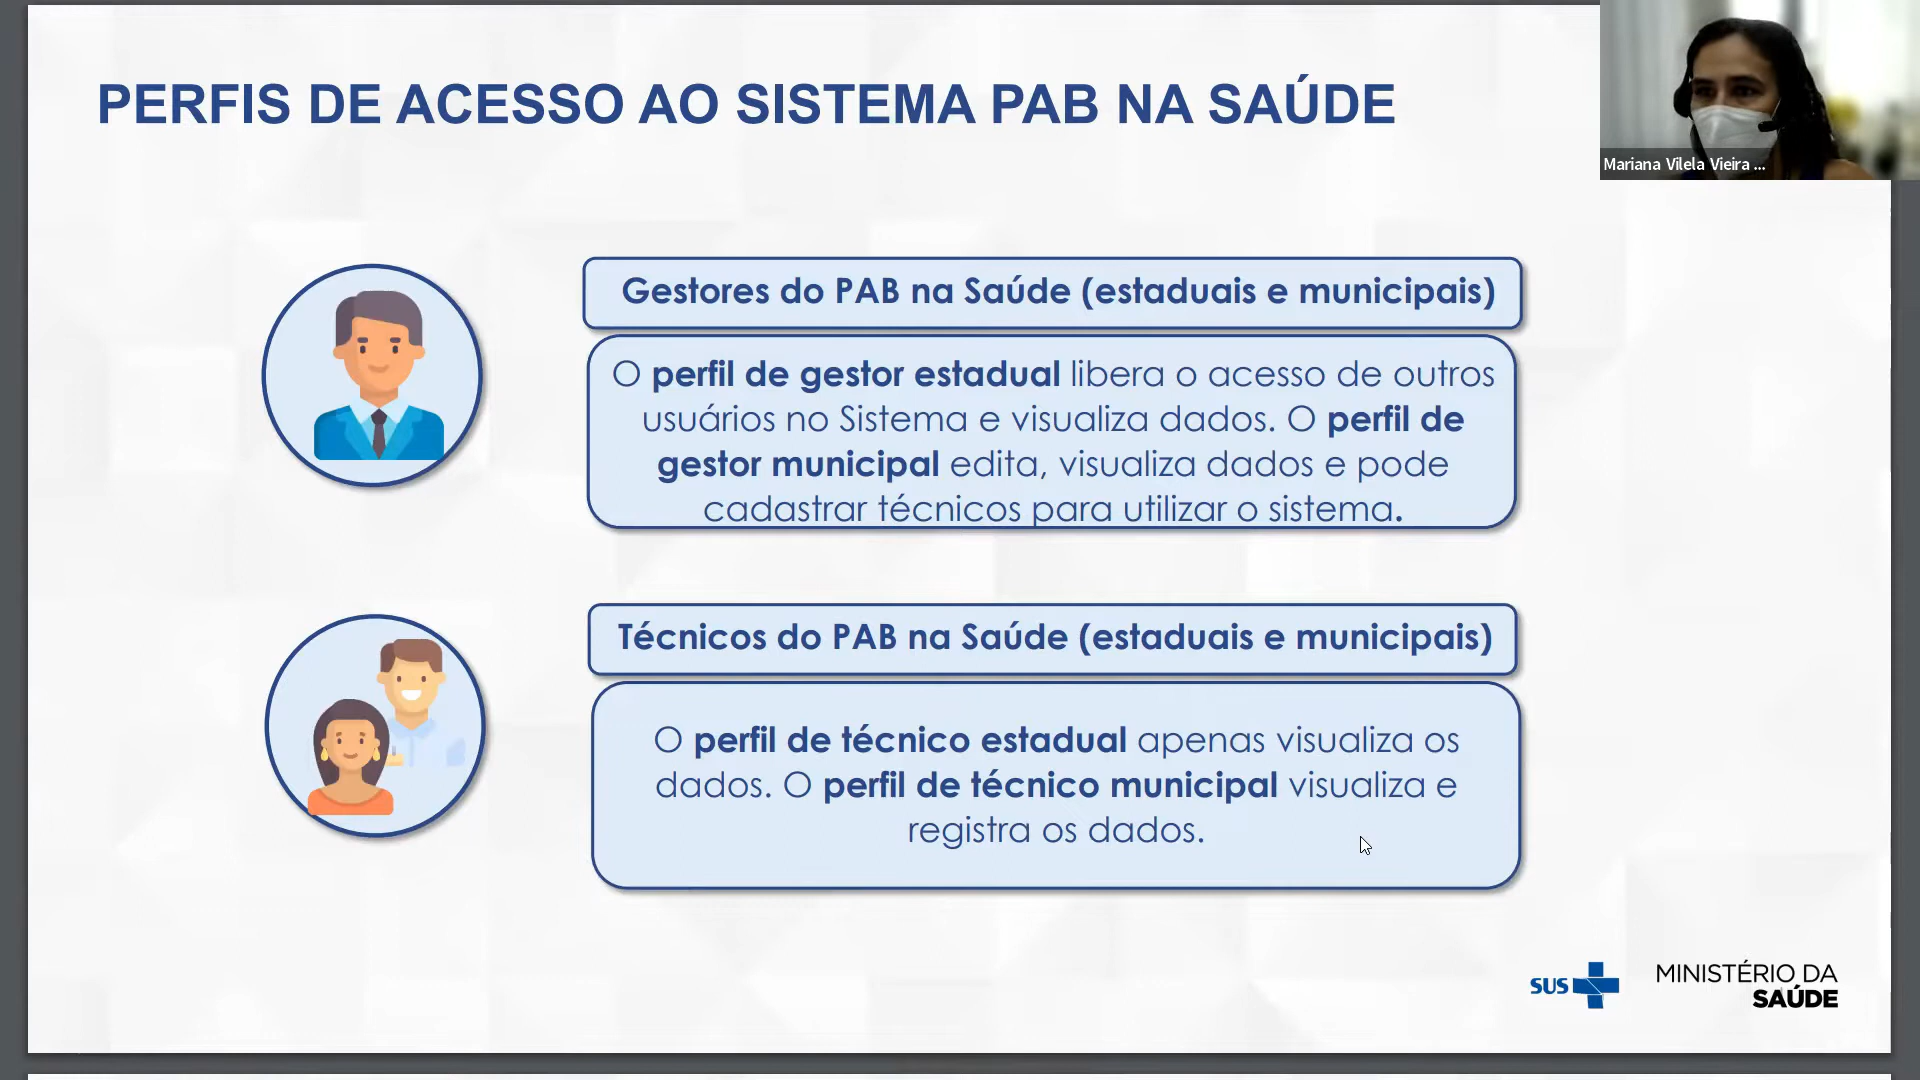 PERFIS DE ACESSO AO SISTEMA PAB NA SAÚDE
Mariana Vilela Vieira ...
Gestores do PAB na Saúde (estaduais e municipais)
O perfil de gestor estadual libera o acesso de outros
usuários no Sistema e visualiza dados. O perfil de
gestor municipal edita, visualiza dados e pode
cadastrar técnicos para utilizar o sistema.
Técnicos do PAB na Saúde (estaduais e municipais)
O perfil de técnico estadual apenas visualiza os
dados. O perfil de técnico municipal visualiza e
registra os dados.
SUS
MINISTÉRIO DA
SAÚDE